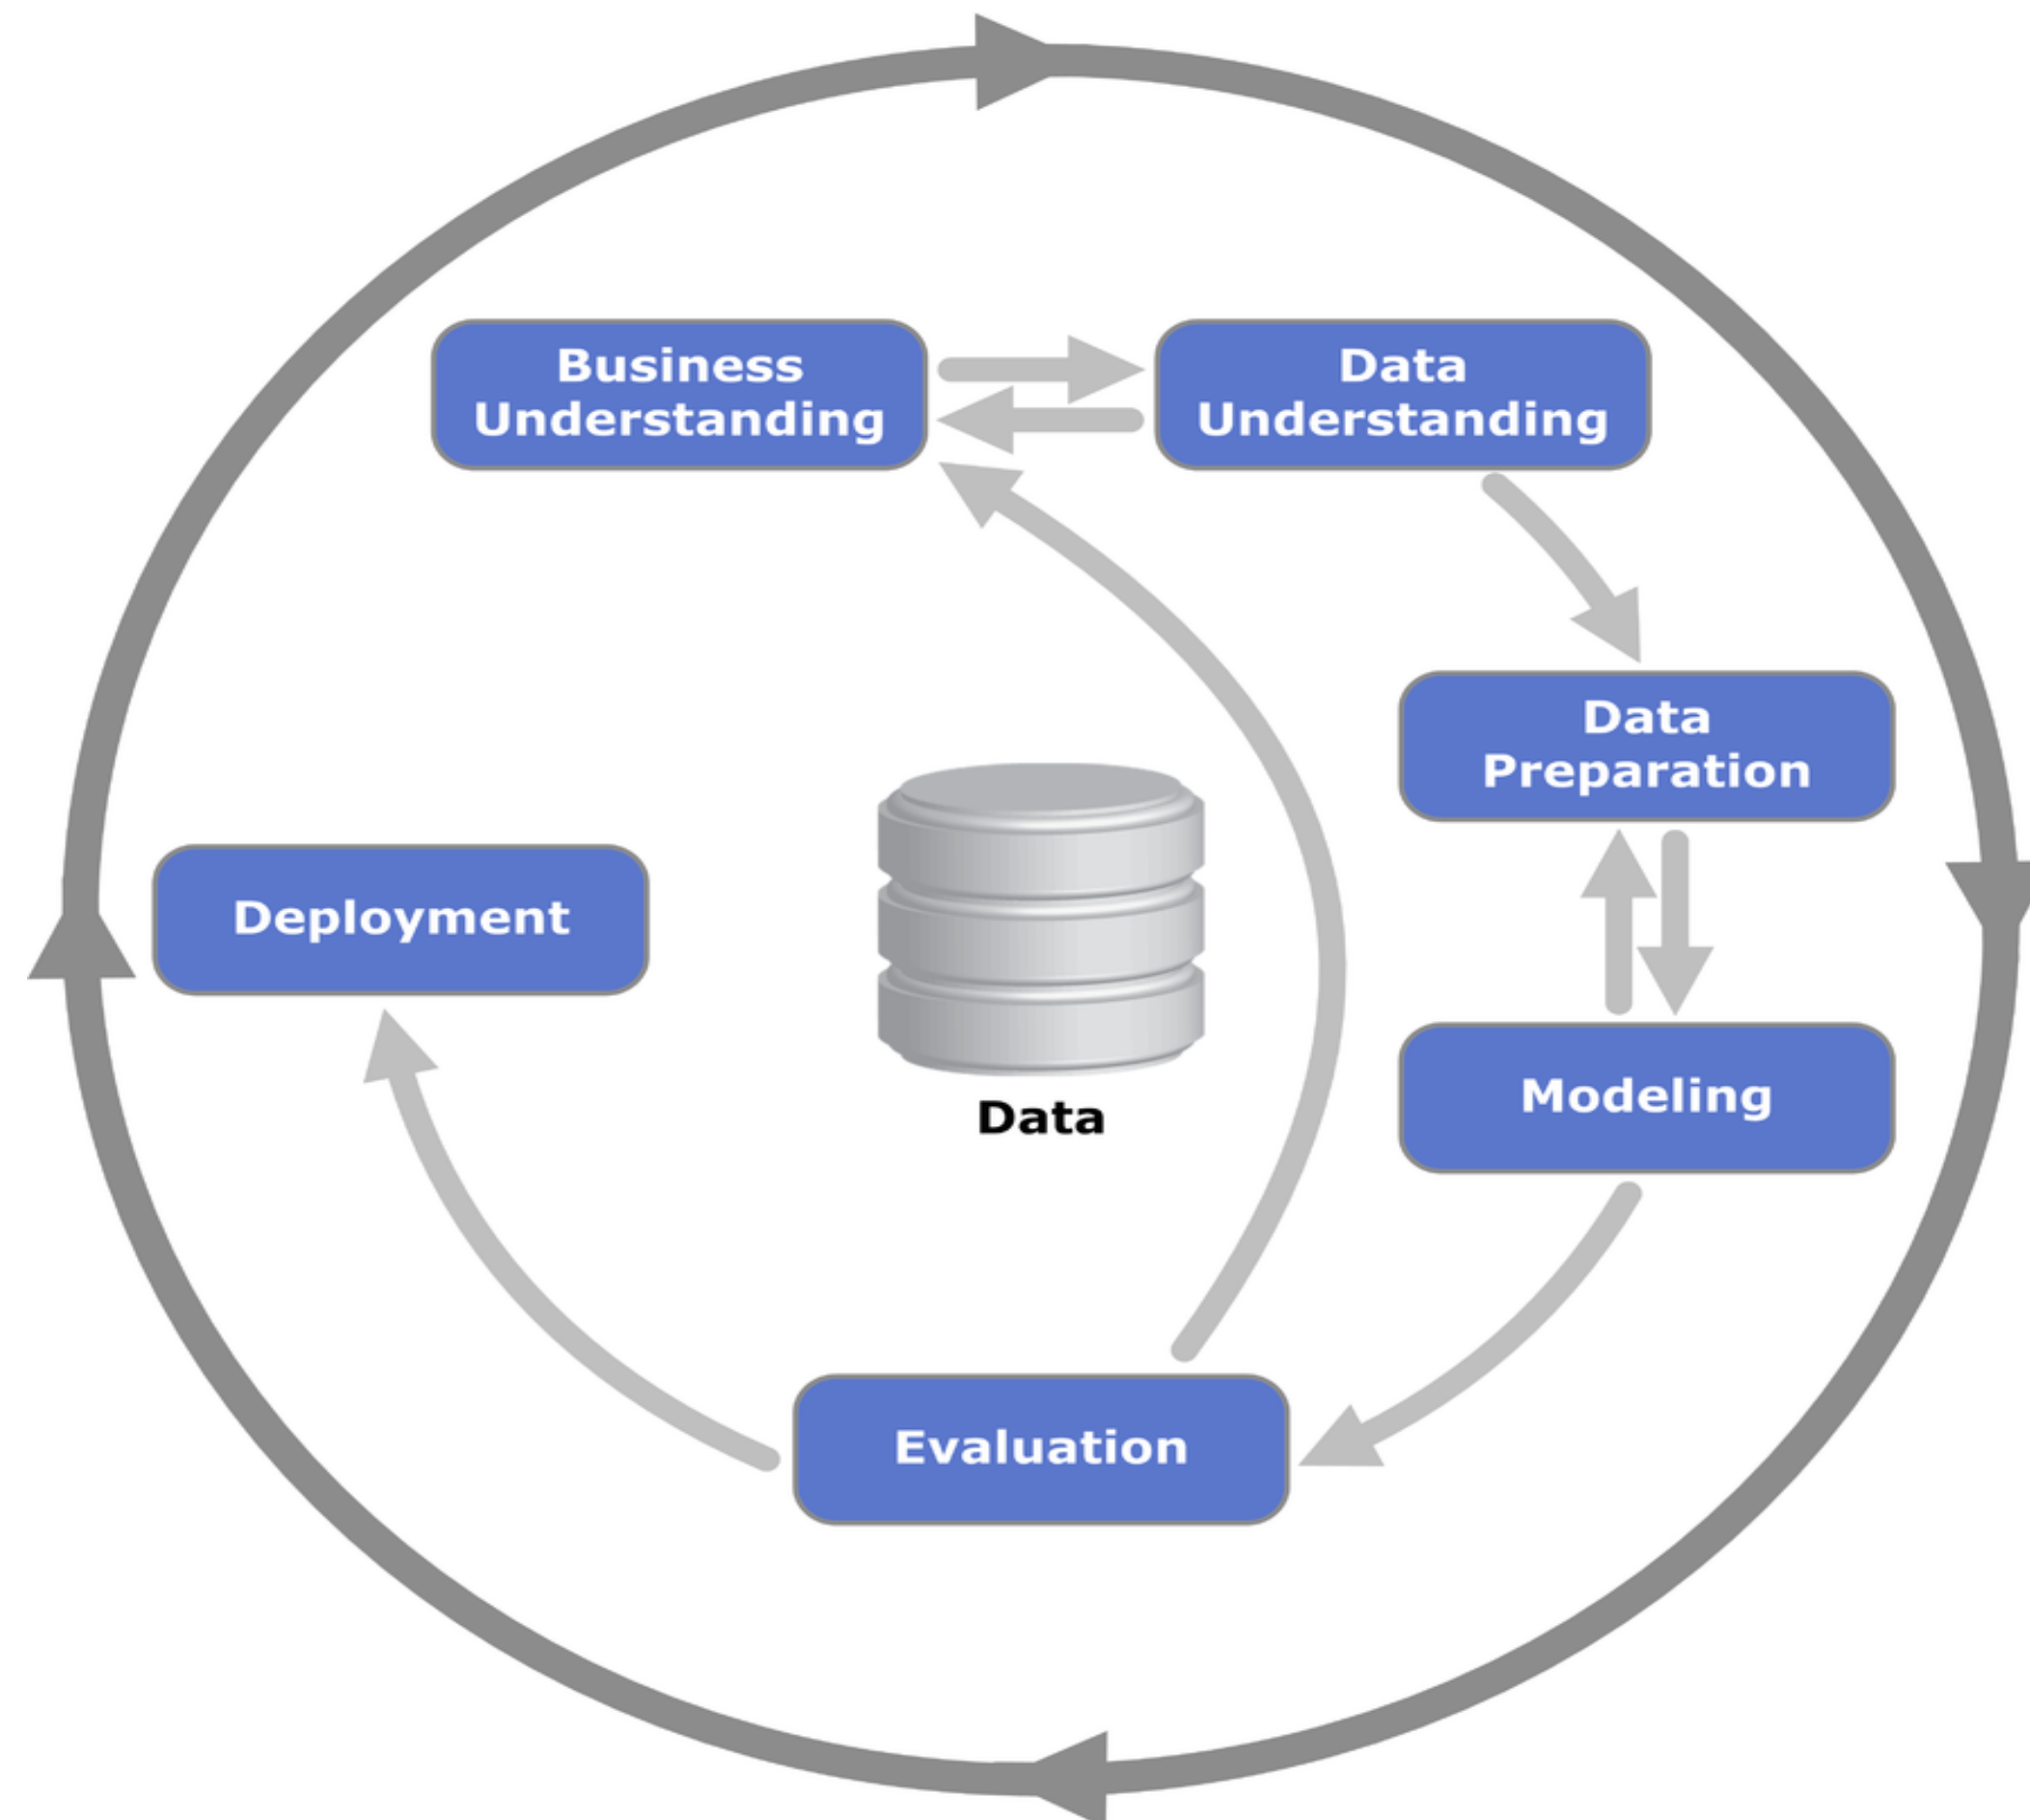 Business
Understanding
Data
Understanding
Data
Preparation
Deployment
Modeling
Data
Evaluation